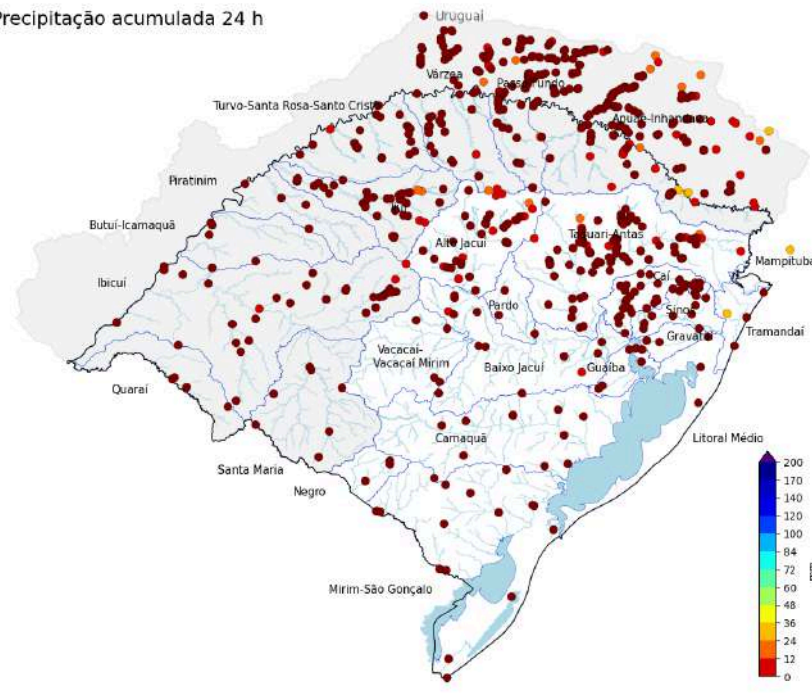 Precipitação acumulada 24 h
Uruguai
Várzea
Passo Fundo
Turvo-Santa Rosa-Santo Cristo
Apuaê-Inhandava
Piratinim
Ijuí
Butuí-Icamaquã
Alto Jacuí
Taquari-Antas
Mampituba
Ibicuí
Caí
Pardo
Sinos
Tramandaí
Gravataí
Vacacaí-
Vacacaí Mirim
Baixo Jacuí
Guaíba
Quaraí
Camaquã
Litoral Médio
Santa Maria
Negro
Mirim-São Gonçalo
200
170
140
120
100
84
72
60
48
36
24
12
0